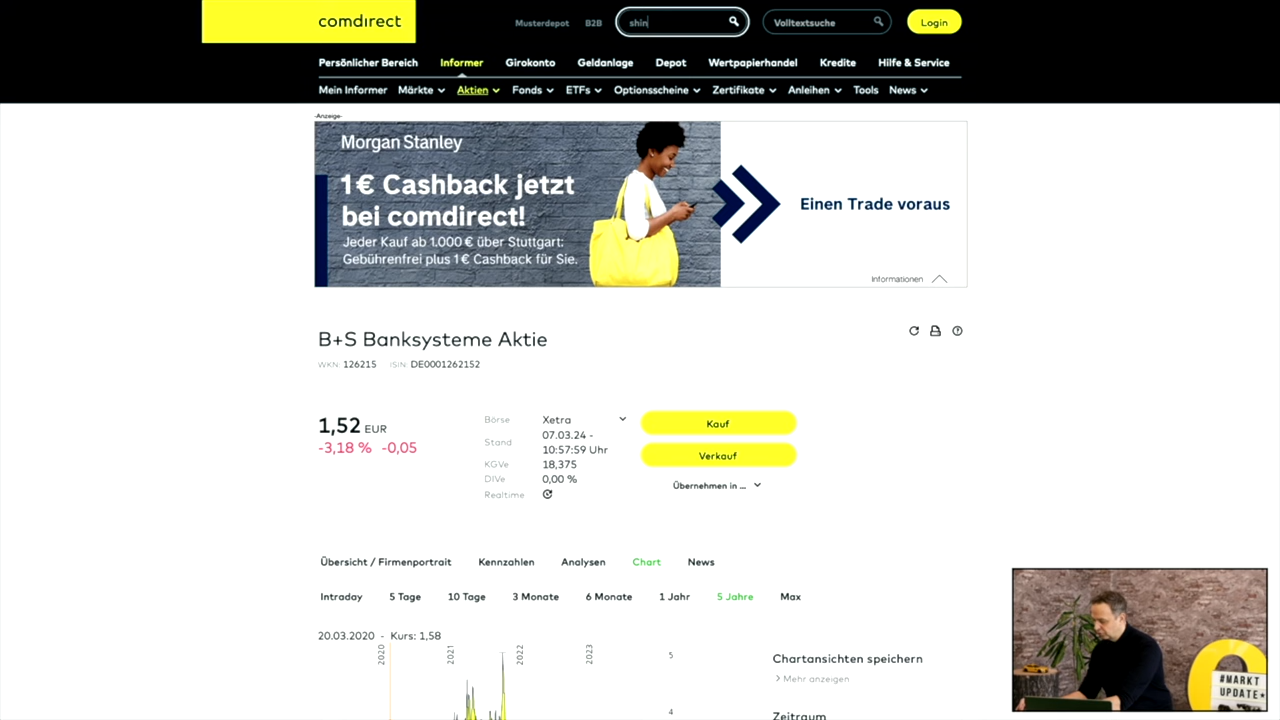 comdirect
Musterdepot
B2B
shin
Volltextsuche
Login
Persönlicher Bereich
Informer
Girokonto
Geldanlage
Depot
Wertpapierhandel
Kredite
Hilfe & Service
Mein Informer
Märkte
Aktien
Fonds
ETFs
Optionsscheine
Zertifikate
Anleihen
Tools
News
-Anzeige-
Morgan Stanley
1 € Cashback jetzt
bei comdirect!
Jeder Kauf ab 1.000 € über Stuttgart:
Gebührenfrei plus 1 € Cashback für Sie.
Einen Trade voraus
Informationen
B+S Banksysteme Aktie
WKN: 126215 ISIN: DE0001262152
1,52 EUR
-3,18 % -0,05
Börse Xetra
Stand 07.03.24 -
10:57:59 Uhr
KGVe 18,375
DIVe 0,00 %
Realtime
Kauf
Verkauf
Übernehmen in ...
Übersicht / Firmenportrait
Kennzahlen
Analysen
Chart
News
Intraday
5 Tage
10 Tage
3 Monate
6 Monate
1 Jahr
5 Jahre
Max
20.03.2020 - Kurs: 1,58
2020
2021
2022
2023
5
4
Chartansichten speichern
Mehr anzeigen
Zeitraum
#MARKT
UPDATE*